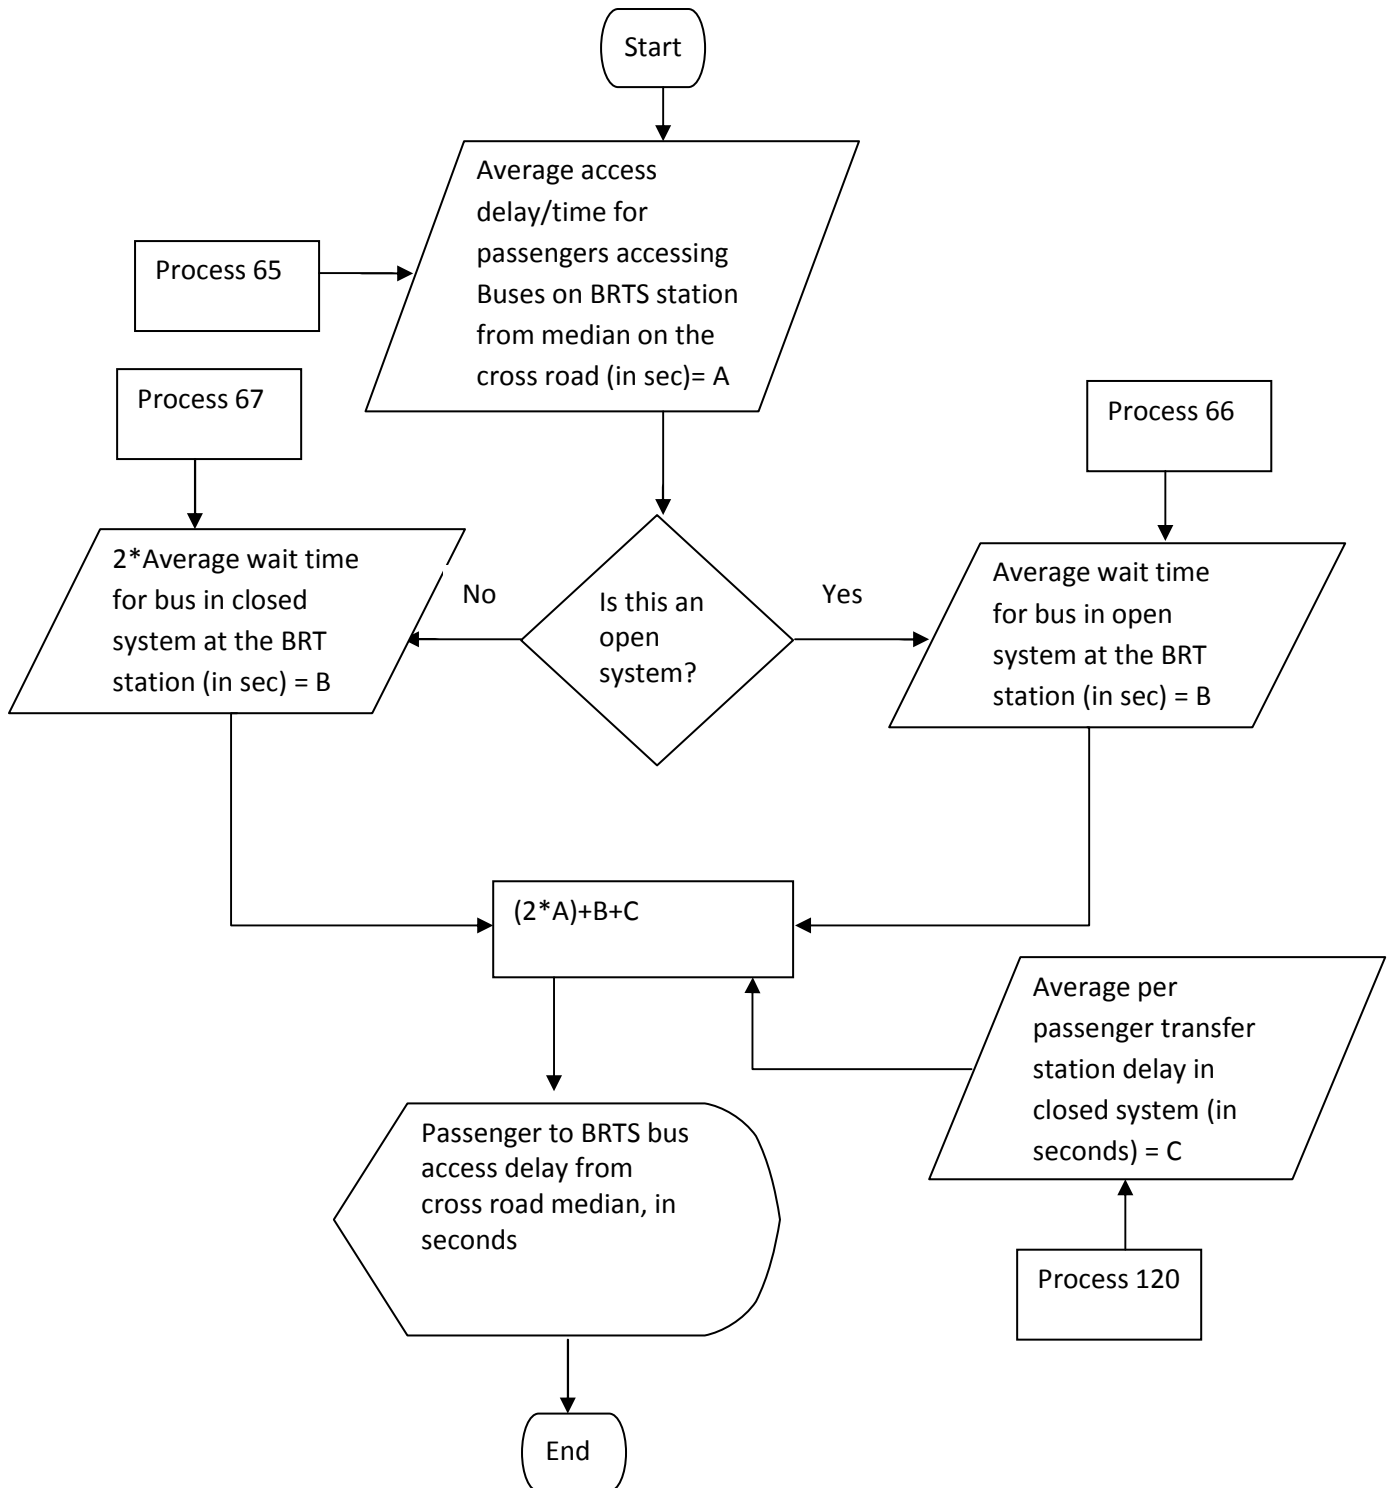 Start
Average access
delay/time for
passengers accessing
Buses on BRTS station
from median on the
cross road (in sec)= A
Process 65
Process 67
Process 66
2*Average wait time
for bus in closed
system at the BRT
station (in sec) = B
No
Is this an
open
system?
Yes
Average wait time
for bus in open
system at the BRT
station (in sec) = B
(2*A)+B+C
Average per
passenger transfer
station delay in
closed system (in
seconds) = C
Passenger to BRTS bus
access delay from
cross road median, in
seconds
Process 120
End